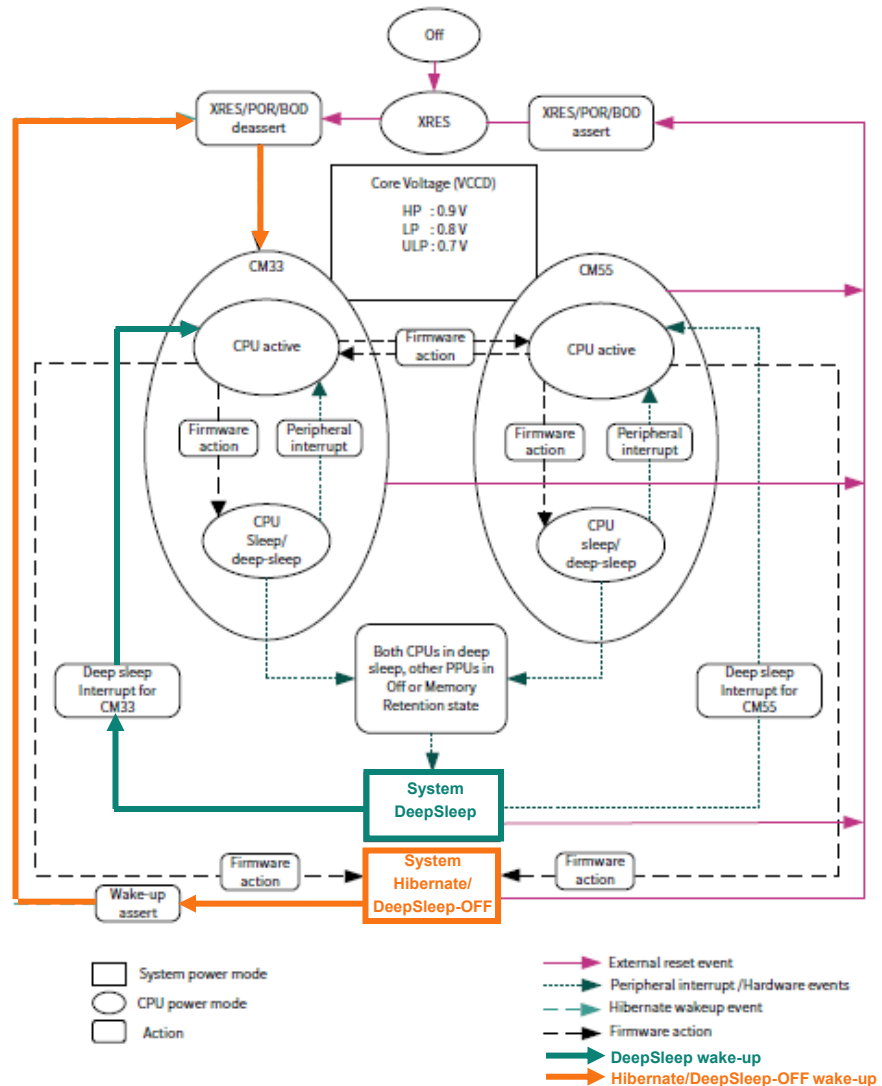 Off
XRES/POR/BOD
deassert
XRES
XRES/POR/BOD
assert
Core Voltage (VCCD)
HP : 0.9 V
LP : 0.8 V
ULP : 0.7 V
CM33
CM55
CPU active
Firmware
action
CPU active
Firmware
action
Peripheral
interrupt
Firmware
action
Peripheral
interrupt
CPU
Sleep/
deep-sleep
CPU
sleep/
deep-sleep
Both CPUs in deep
sleep, other PPUs in
Off or Memory
Retention state
Deep sleep
Interrupt for
CM33
Deep sleep
Interrupt for
CM55
System
DeepSleep
Firmware
action
System
Hibernate/
DeepSleep-OFF
Firmware
action
Wake-up
assert
System power mode
CPU power mode
Action
External reset event
Peripheral interrupt /Hardware events
Hibernate wakeup event
Firmware action
DeepSleep wake-up
Hibernate/DeepSleep-OFF wake-up